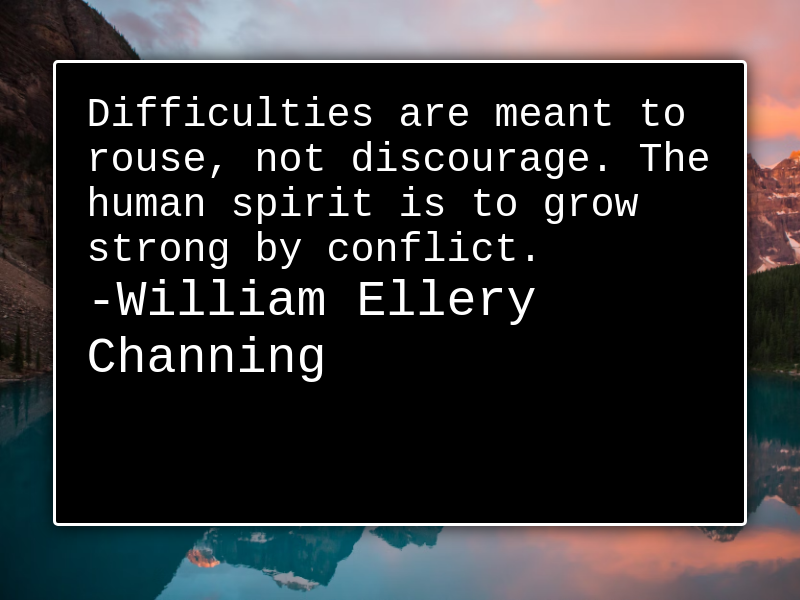 Difficulties are meant to
rouse, not discourage. The
human spirit is to grow
strong by conflict.
-William Ellery
Channing